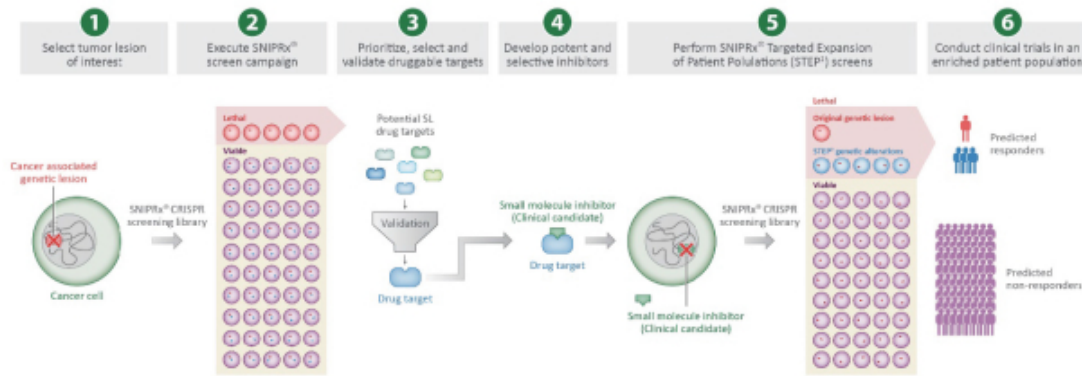 1
Select tumor lesion
of interest
2
Execute SNIPRx®
screen campaign
3
Prioritize, select and
validate druggable targets
4
Develop potent and
selective inhibitors
5
Perform SNIPRx® Targeted Expansion
of Patient Polulations (STEP²) screens
6
Conduct clinical trials in an
enriched patient population
Cancer associated
genetic lesion
Cancer cell
SNIPRx® CRISPR
screening library
Lethal
Viable
Potential SL
drug targets
Validation
Drug target
Small molecule inhibitor
(Clinical candidate)
Drug target
Small molecule inhibitor
(Clinical candidate)
SNIPRx® CRISPR
screening library
Lethal
Original genetic lesion
STEP² genetic alterations
Viable
Predicted
responders
Predicted
non-responders